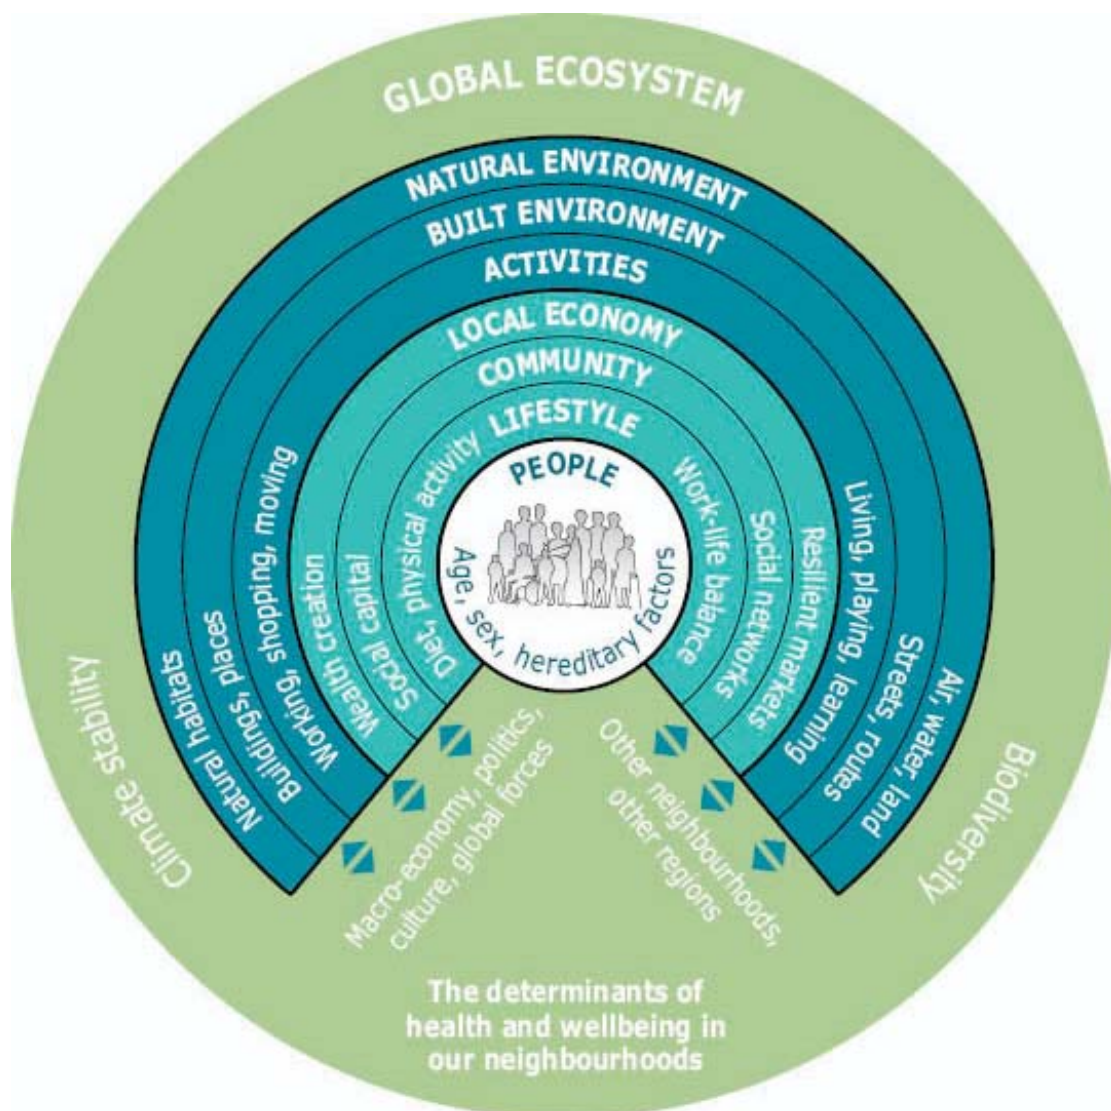 GLOBAL ECOSYSTEM
NATURAL ENVIRONMENT
BUILT ENVIRONMENT
ACTIVITIES
LOCAL ECONOMY
COMMUNITY
LIFESTYLE
PEOPLE
Age, sex, hereditary factors
Diet, physical activity
Work-life balance
Social capital
Social networks
Wealth creation
Resilient markets
Working, shopping, moving
Living, playing, learning
Buildings, places
Streets, routes
Natural habitats
Air, water, land
Climate stability
Biodiversity
Macro-economy, politics,
culture, global forces
Other neighbourhoods,
other regions
The determinants of
health and wellbeing in
our neighbourhoods